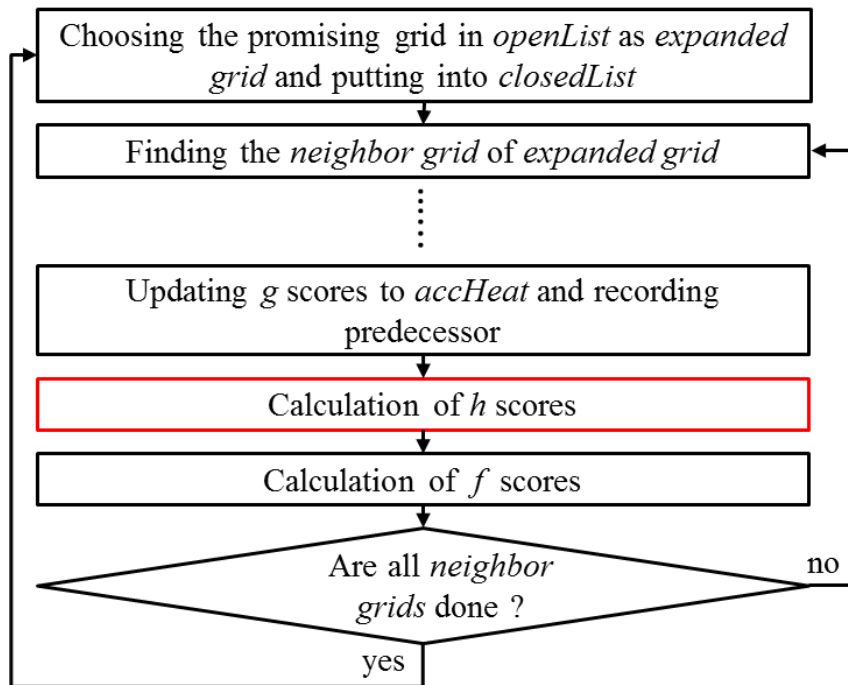 Choosing the promising grid in openList as expanded
grid and putting into closedList
Finding the neighbor grid of expanded grid
Updating g scores to accHeat and recording
predecessor
Calculation of h scores
Calculation of f scores
Are all neighbor
grids done ?
no
yes